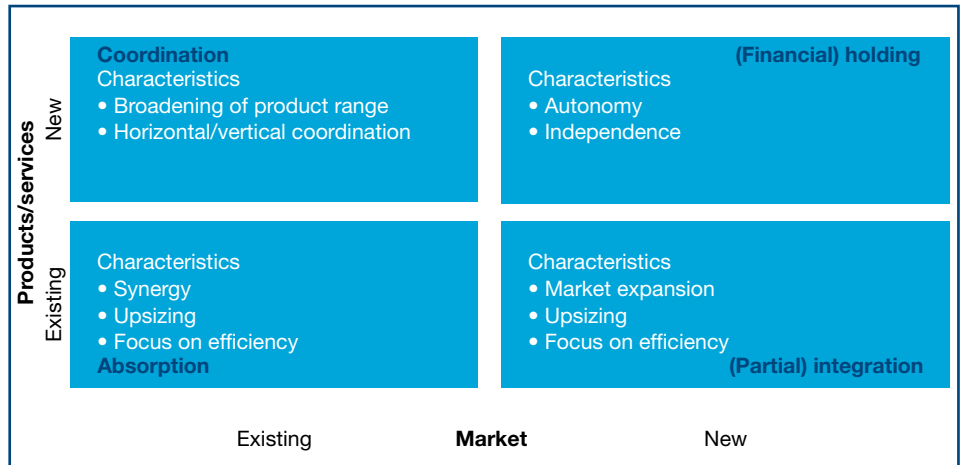 Coordination
Characteristics
• Broadening of product range
• Horizontal/vertical coordination
(Financial) holding
Characteristics
• Autonomy
• Independence
Products/services
New
Existing
Characteristics
• Synergy
• Upsizing
• Focus on efficiency
Absorption
Characteristics
• Market expansion
• Upsizing
• Focus on efficiency
(Partial) integration
Existing
Market
New